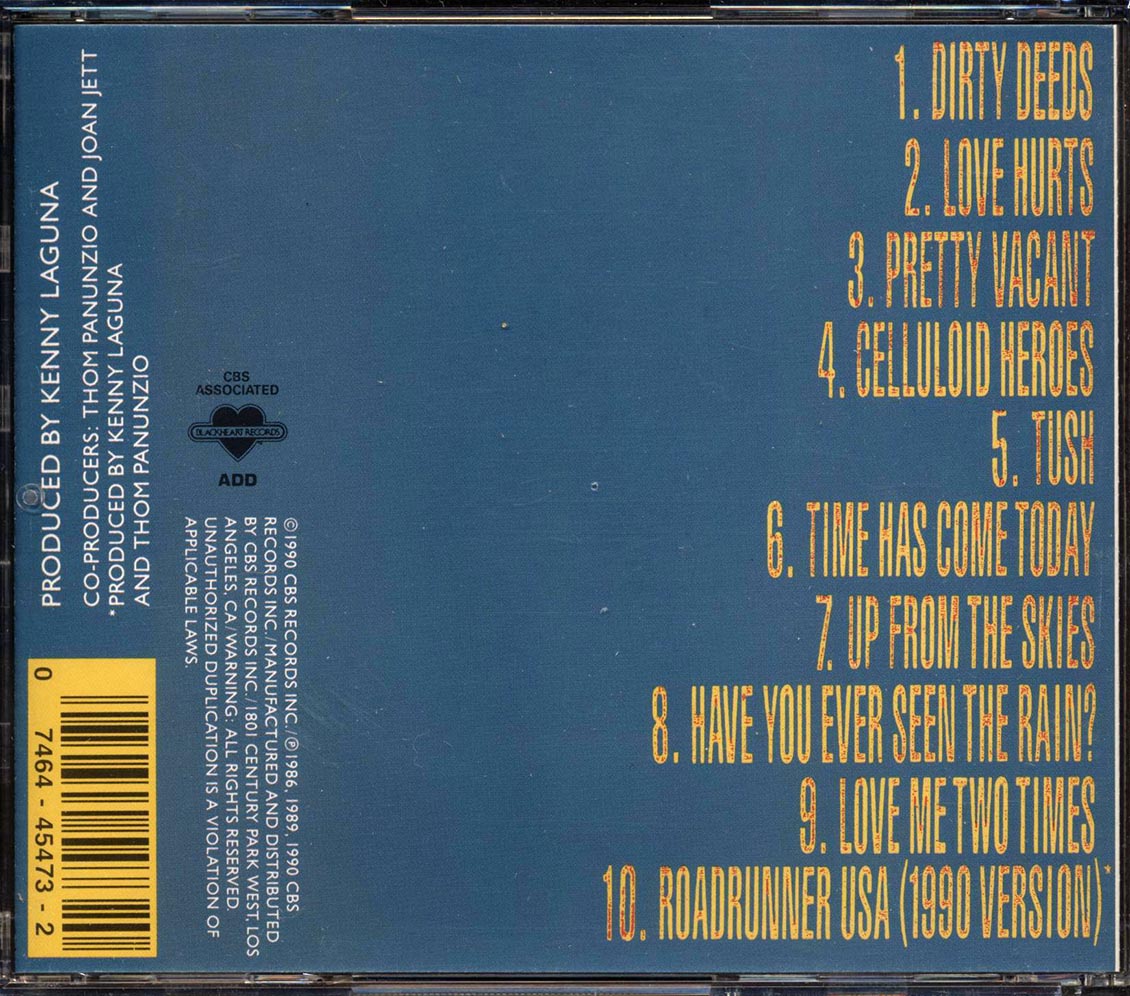 1. DIRTY DEEDS
2. LOVE HURTS
3. PRETTY VACANT
4. CELLULOID HEROES
5. TUSH
6. TIME HAS COME TODAY
7. UP FROM THE SKIES
8. HAVE YOU EVER SEEN THE RAIN?
9. LOVE ME TWO TIMES
10. ROADRUNNER USA (1990 VERSION)*
PRODUCED BY KENNY LAGUNA
CO-PRODUCERS: THOM PANUNZIO AND JOAN JETT
*PRODUCED BY KENNY LAGUNA
AND THOM PANUNZIO
CBS
ASSOCIATED
BLACKHEART RECORDS
ADD
©1990 CBS RECORDS INC./℗1986, 1989, 1990 CBS
RECORDS INC./MANUFACTURED AND DISTRIBUTED
BY CBS RECORDS INC./1801 CENTURY PARK WEST, LOS
ANGELES, CA/WARNING: ALL RIGHTS RESERVED.
UNAUTHORIZED DUPLICATION IS A VIOLATION OF
APPLICABLE LAWS.
0 7464-45473-2